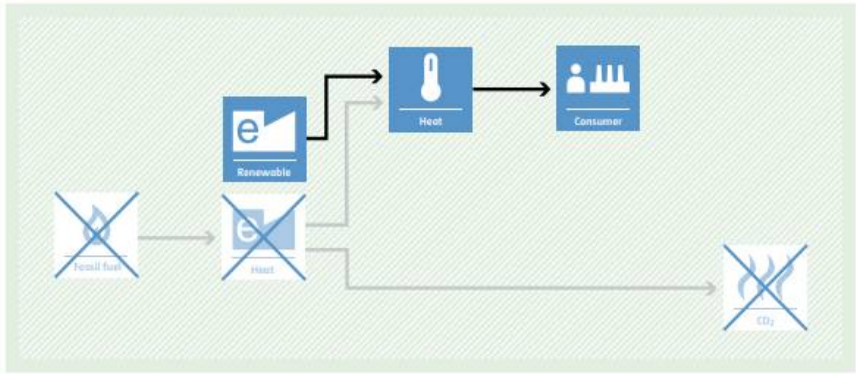 Heat
Consumer
e
Renewable
e
Fossil fuel
Heat
CO₂